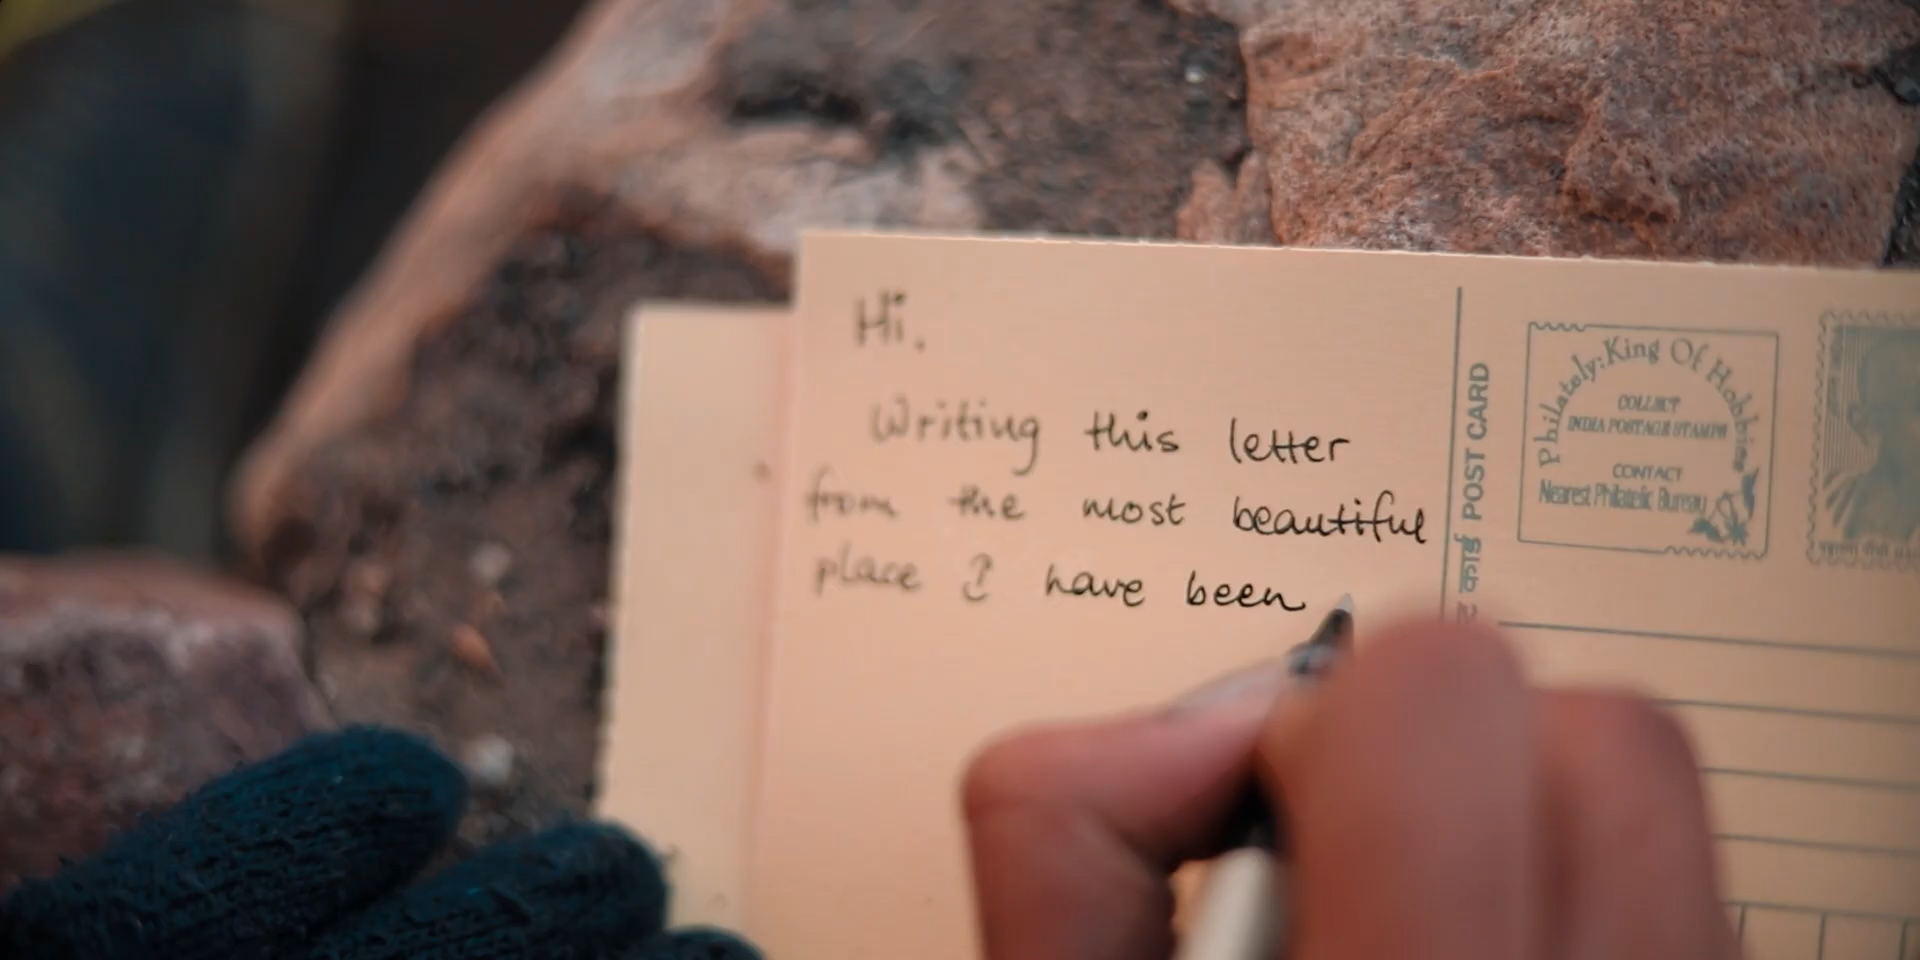 Hi.
Writing this letter
from the most beautiful
place I have been
POST CARD
कार्ड
Philately: King Of Hobbies
COLLECT
INDIA POSTAGE STAMPS
CONTACT
Nearest Philatelic Bureau